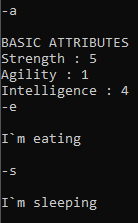 -a
BASIC ATTRIBUTES
Strength : 5
Agility : 1
Intelligence : 4
-e
I`m eating
-s
I`m sleeping